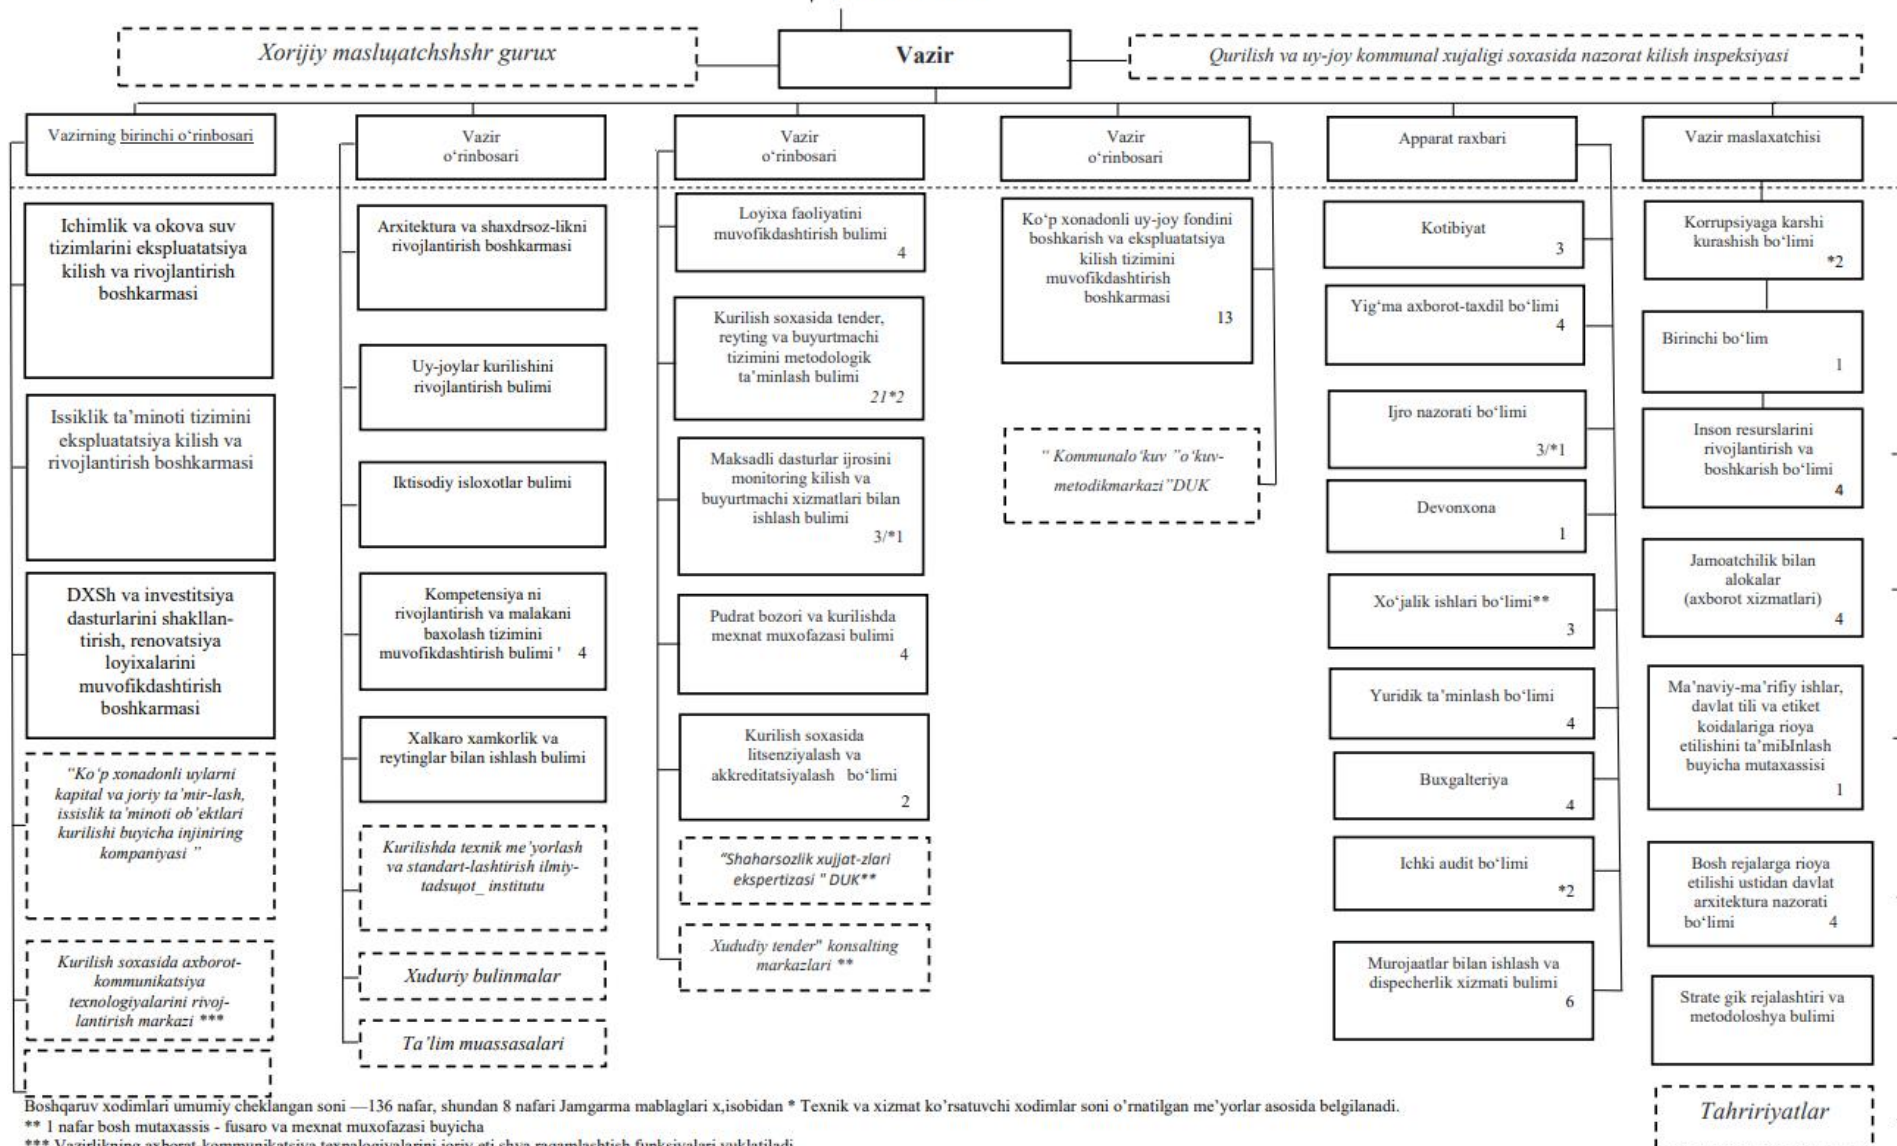 Xorijiy masluɥatchshshr gurux
Vazir
Qurilish va uy-joy kommunal xujaligi soxasida nazorat kilish inspeksiyasi
Vazirning birinchi o‘rinbosari
Ichimlik va okova suv
tizimlarini ekspluatatsiya
kilish va rivojlantirish
boshkarmasi
Issiklik ta’minoti tizimini
ekspluatatsiya kilish va
rivojlantirish boshkarmasi
DXSh va investitsiya
dasturlarini shakllan-
tirish, renovatsiya
loyixalarini
muvofikdashtirish
boshkarmasi
“Ko‘p xonadonli uylarni
kapital va joriy ta’mir-lash,
issislik ta’minoti ob’ektlari
kurilishi buyicha injiniring
kompaniyasi ”
Kurilish soxasida axborot-
kommunikatsiya
texnologiyalarini rivoj-
lantirish markazi ***
Vazir
o‘rinbosari
Arxitektura va shaxdrsoz-likni
rivojlantirish boshkarmasi
Uy-joylar kurilishini
rivojlantirish bulimi
Iktisodiy isloxotlar bulimi
Kompetensiya ni
rivojlantirish va malakani
baxolash tizimini
muvofikdashtirish bulimi ' 4
Xalkaro xamkorlik va
reytinglar bilan ishlash bulimi
Kurilishda texnik me’yorlash
va standart-lashtirish ilmiy-
tadsuɥot_ institutu
Xuduriy bulinmalar
Ta’lim muassasalari
Vazir
o‘rinbosari
Loyixa faoliyatini
muvofikdashtirish bulimi
4
Kurilish soxasida tender,
reyting va buyurtmachi
tizimini metodologik
ta’minlash bulimi
21*2
Maksadli dasturlar ijrosini
monitoring kilish va
buyurtmachi xizmatlari bilan
ishlash bulimi
3/*1
Pudrat bozori va kurilishda
mexnat muxofazasi bulimi
4
Kurilish soxasida
litsenziyalash va
akkreditatsiyalash bo‘limi
2
“Shaharsozlik xujjat-zlari
ekspertizasi " DUK**
Xududiy tender" konsalting
markazlari **
Vazir
o‘rinbosari
Ko‘p xonadonli uy-joy fondini
boshkarish va ekspluatatsiya
kilish tizimini
muvofikdashtirish
boshkarmasi
13
“ Kommunalo‘kuv ”o‘kuv-
metodikmarkazi”DUK
Apparat raxbari
Kotibiyat
3
Yig‘ma axborot-taxdil bo‘limi
4
Ijro nazorati bo‘limi
3/*1
Devonxona
1
Xo‘jalik ishlari bo‘limi**
3
Yuridik ta’minlash bo‘limi
4
Buxgalteriya
4
Ichki audit bo‘limi
*2
Murojaatlar bilan ishlash va
dispecherlik xizmati bulimi
6
Vazir maslaxatchisi
Korrupsiyaga karshi
kurashish bo‘limi
*2
Birinchi bo‘lim
1
Inson resurslarini
rivojlantirish va
boshkarish bo‘limi
4
Jamoatchilik bilan
alokalar
(axborot xizmatlari)
4
Ma’naviy-ma’rifiy ishlar,
davlat tili va etiket
koidalariga rioya
etilishini ta’miЫnlash
buyicha mutaxassisi
1
Bosh rejalarga rioya
etilishi ustidan davlat
arxitektura nazorati
bo‘limi 4
Strate gik rejalashtiri va
metodoloshya bulimi
Tahririyatlar
Boshqaruv xodimlari umumiy cheklangan soni —136 nafar, shundan 8 nafari Jamgarma mablaglari x,isobidan * Texnik va xizmat ko’rsatuvchi xodimlar soni o’rnatilgan me’yorlar asosida belgilanadi.
** 1 nafar bosh mutaxassis - fusaro va mexnat muxofazasi buyicha
*** Vazirlikning axborot-kommunikatsiya texnalogiyalarini joriy eti shva raqamlashtish funksiyalari yuklatiladi